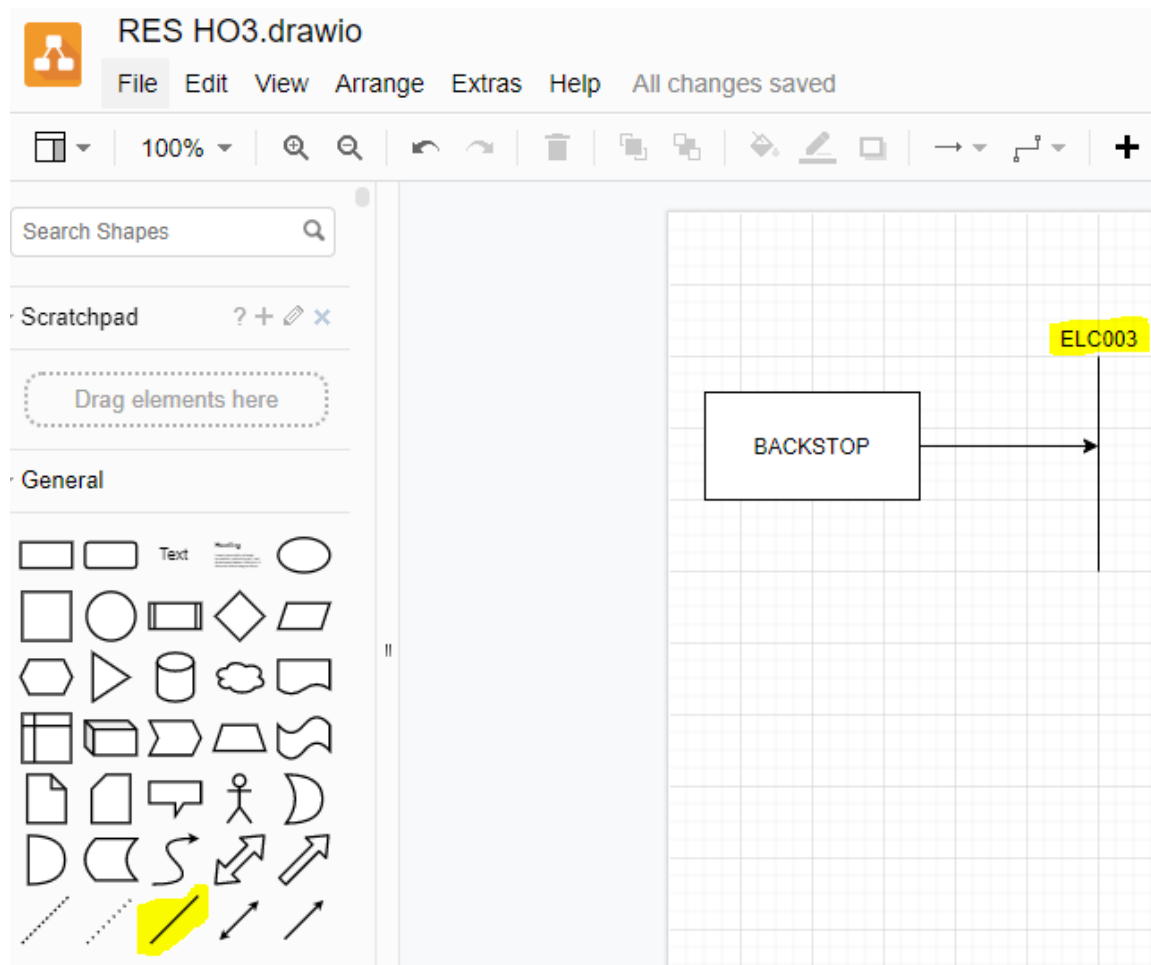 RES HO3.drawio
File Edit View Arrange Extras Help All changes saved
100%
Search Shapes
Scratchpad ?
Drag elements here
General
Text
Heading
ELC003
BACKSTOP